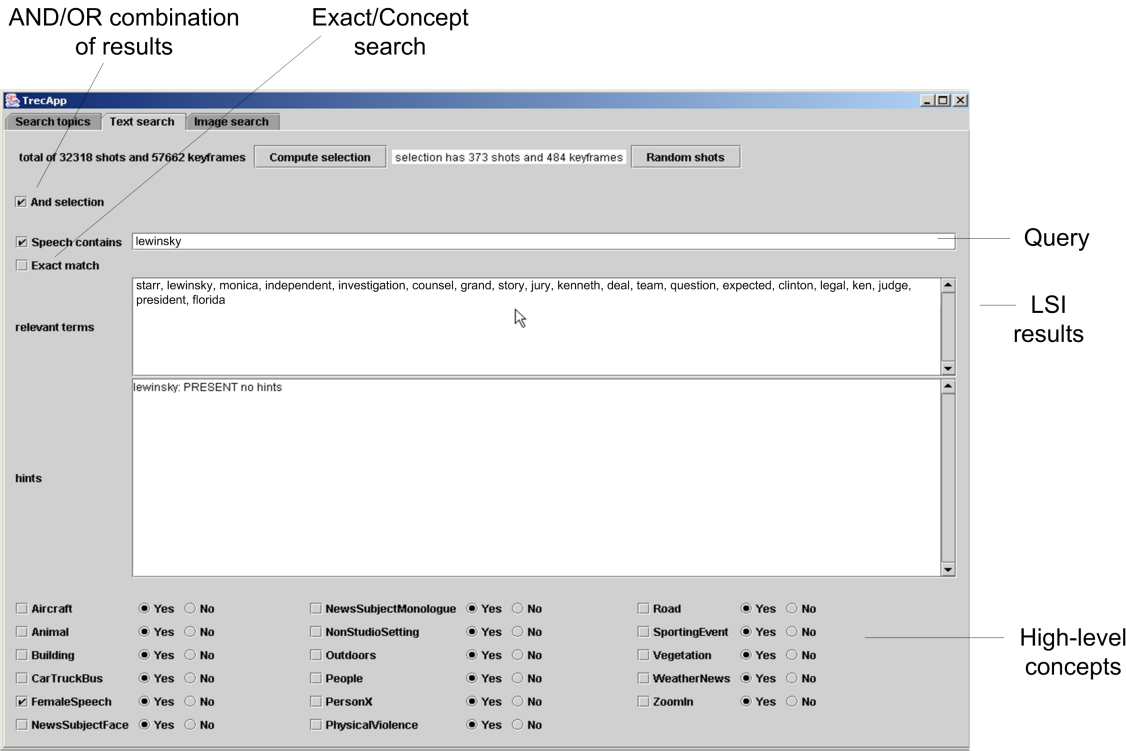 AND/OR combination
of results
Exact/Concept
search
TrecApp
Search topics Text search Image search
total of 32318 shots and 57662 keyframes Compute selection selection has 373 shots and 484 keyframes Random shots
And selection
Speech contains lewinsky
Query
Exact match
starr, lewinsky, monica, independent, investigation, counsel, grand, story, jury, kenneth, deal, team, question, expected, clinton, legal, ken, judge,
president, florida
relevant terms
LSI
results
lewinsky: PRESENT no hints
hints
Aircraft Yes No NewsSubjectMonologue Yes No Road Yes No
Animal Yes No NonStudioSetting Yes No SportingEvent Yes No
Building Yes No Outdoors Yes No Vegetation Yes No
CarTruckBus Yes No People Yes No WeatherNews Yes No
FemaleSpeech Yes No PersonX Yes No ZoomIn Yes No
NewsSubjectFace Yes No PhysicalViolence Yes No
High-level
concepts